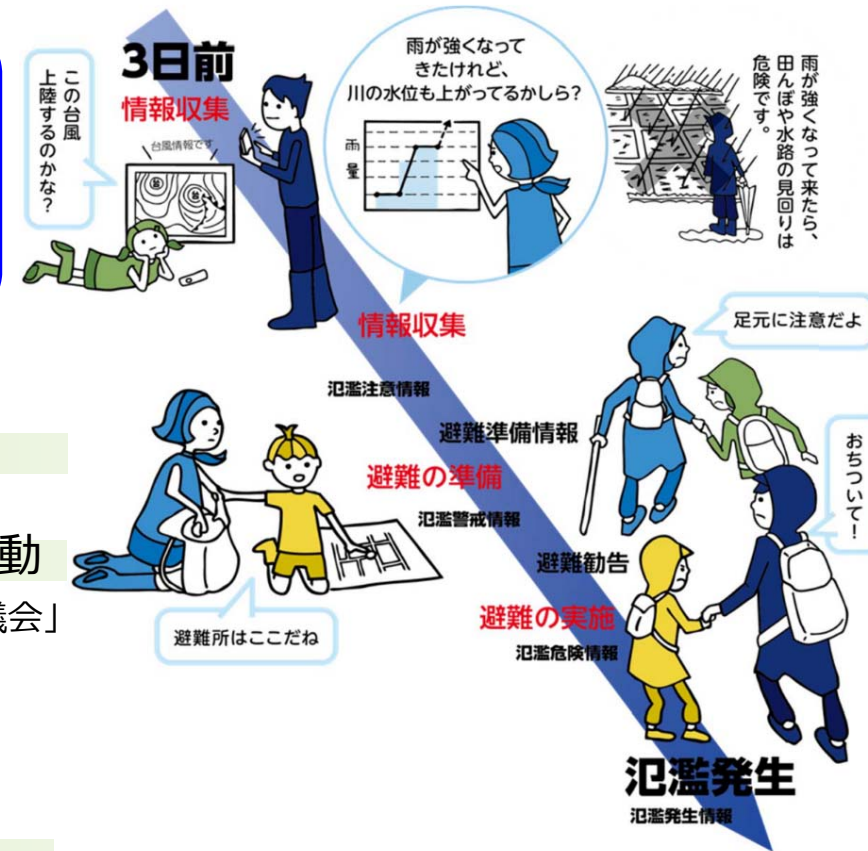 3日前
情報収集
この台風
上陸するのかな？
台風情報です
雨が強くなって
きたけれど、
川の水位も上がってるかしら？
雨量
雨が強くなって来たら、
田んぼや水路の見回りは
危険です。
情報収集
足元に注意だよ
氾濫注意情報
避難準備情報
避難の準備
おちついて！
氾濫警戒情報
動
避難勧告
議会」
避難の実施
避難所はここだね
氾濫危険情報
氾濫発生
氾濫発生情報